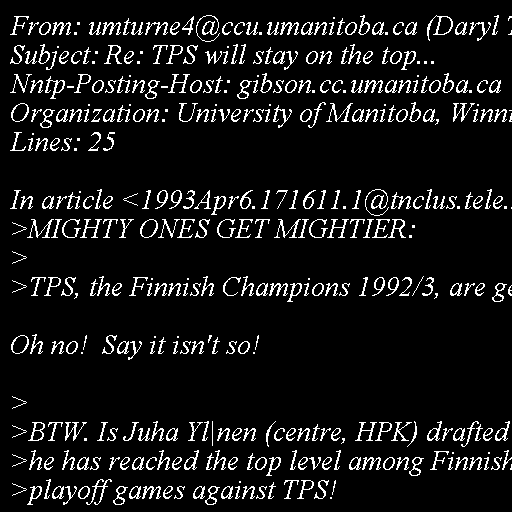 From: umturne4@ccu.umanitoba.ca (Daryl
Subject: Re: TPS will stay on the top...
Nntp-Posting-Host: gibson.cc.umanitoba.ca
Organization: University of Manitoba, Winni
Lines: 25
In article <1993Apr6.171611.1@tnclus.tele.
>MIGHTY ONES GET MIGHTIER:
>
>TPS, the Finnish Champions 1992/3, are ge
Oh no!  Say it isn't so!
>
>BTW. Is Juha Yl|nen (centre, HPK) drafted
>he has reached the top level among Finnish
>playoff games against TPS!